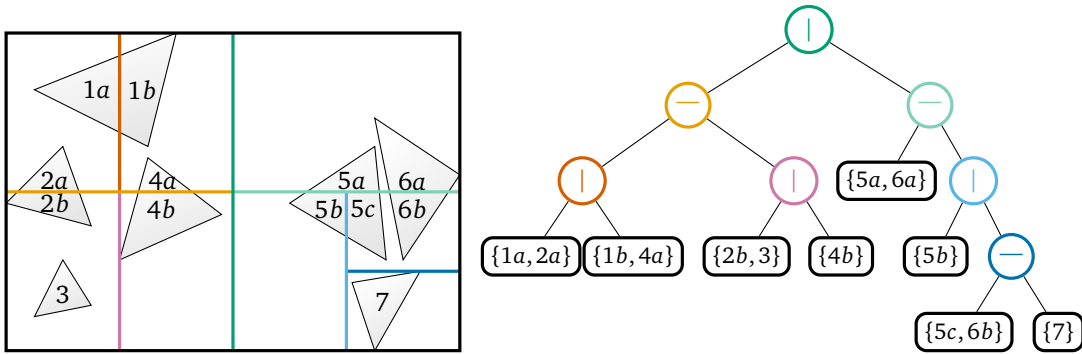 1a 1b
2a 4a 5a 6a
2b 4b 5b 5c 6b
3 7
{5a, 6a}
{1a, 2a} {1b, 4a} {2b, 3} {4b} {5b}
{5c, 6b} {7}